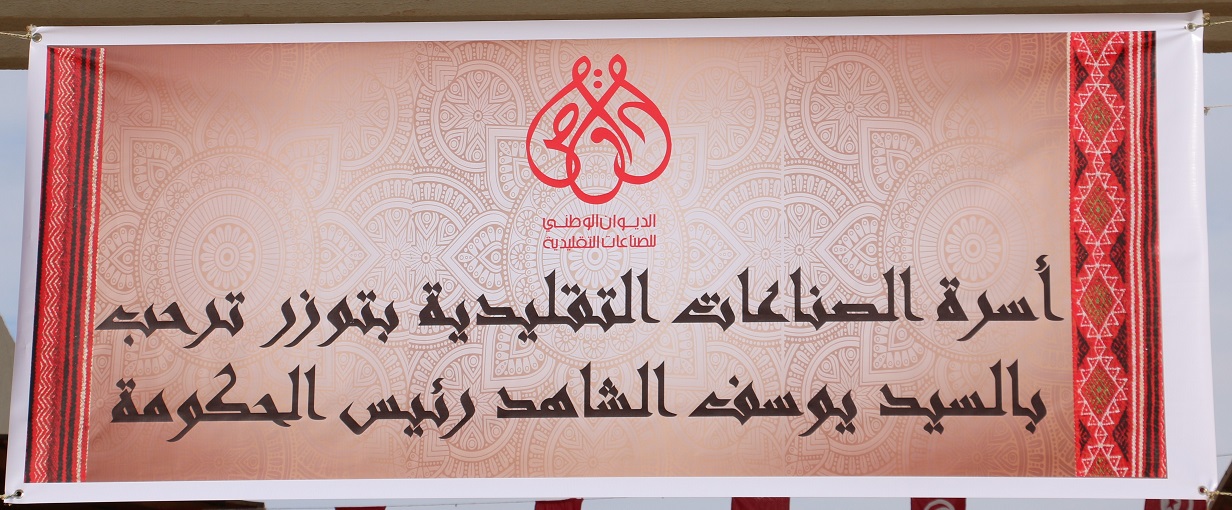 الديوان الوطني
للصناعات التقليدية
أسرة الصناعات التقليدية بتوزر ترحب
بالسيد يوسف الشاهد رئيس الحكومة